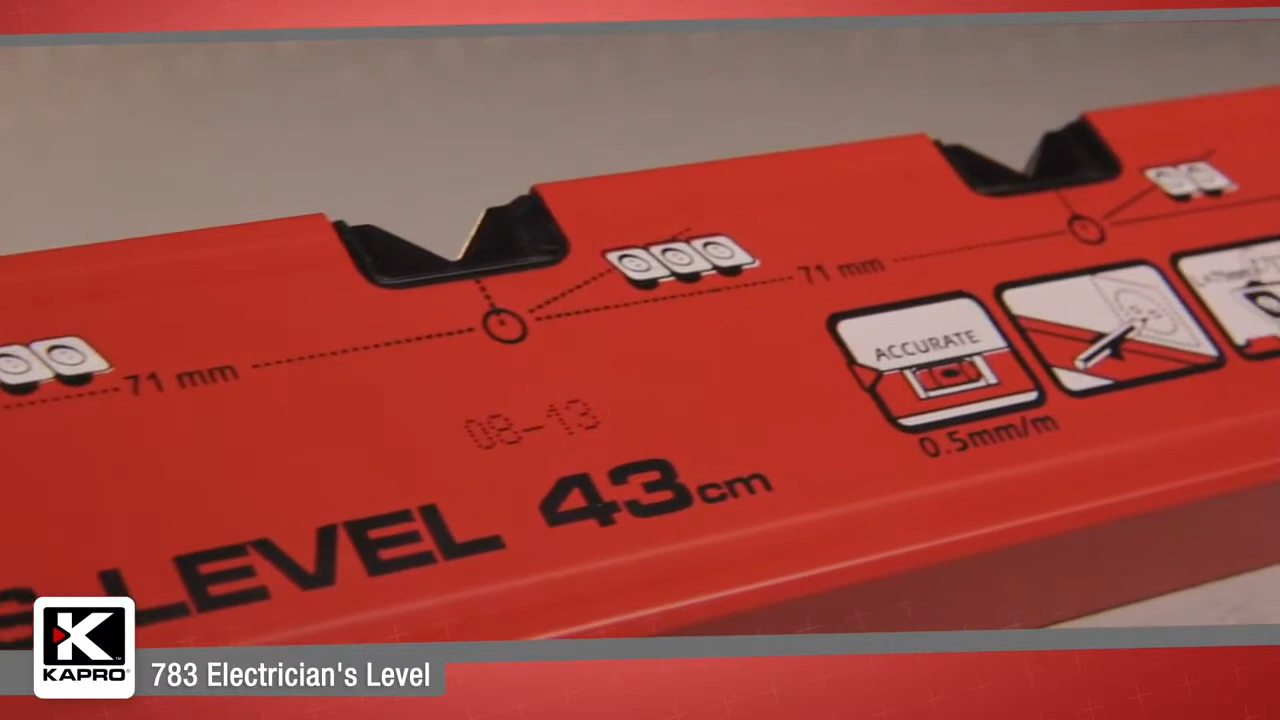 71 mm
71 mm
ACCURATE
08-13
0.5mm/m
LEVEL 43cm
K
KAPRO
783 Electrician's Level